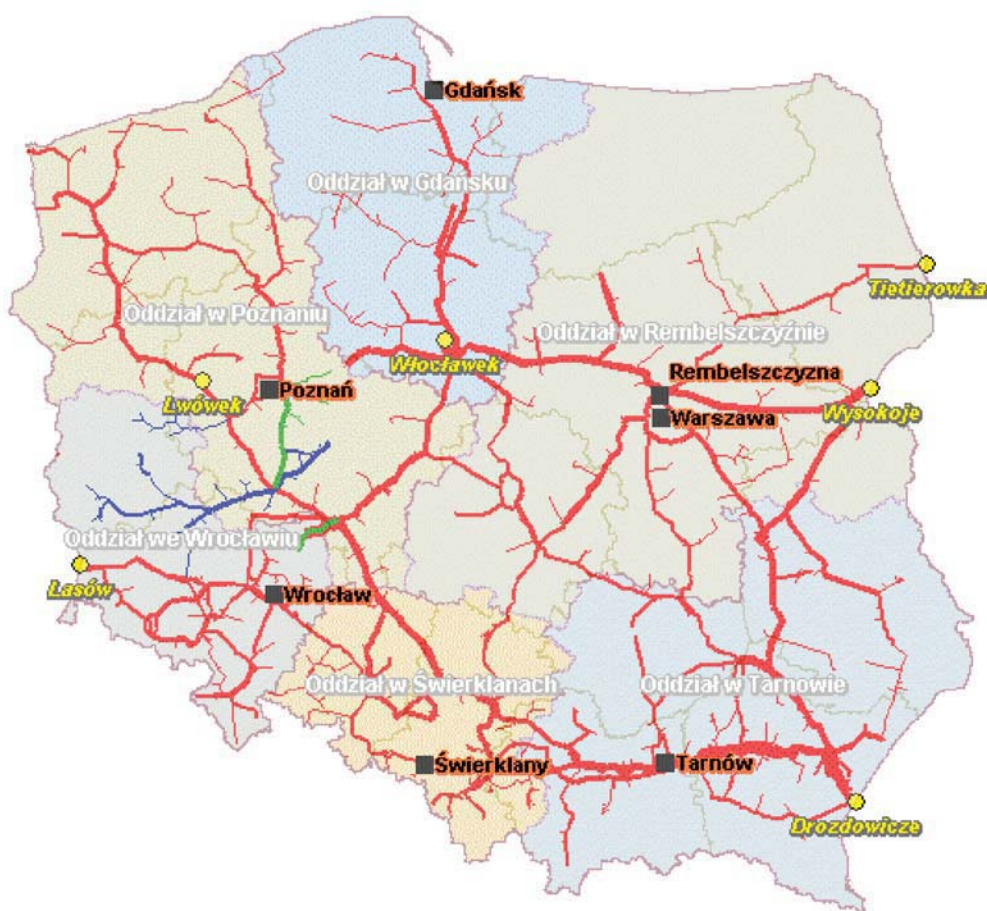 Gdańsk
Oddział w Gdańsku
Tietierowka
Oddział w Poznaniu
Oddział w Rembelszczyźnie
Włocławek
Rembelszczyzna
Lwówek
Poznań
Wysokoje
Warszawa
Oddział we Wrocławiu
Lasów
Wrocław
Oddział w Świerklanach
Oddział w Tarnowie
Świerklany
Tarnów
Drozdowicze